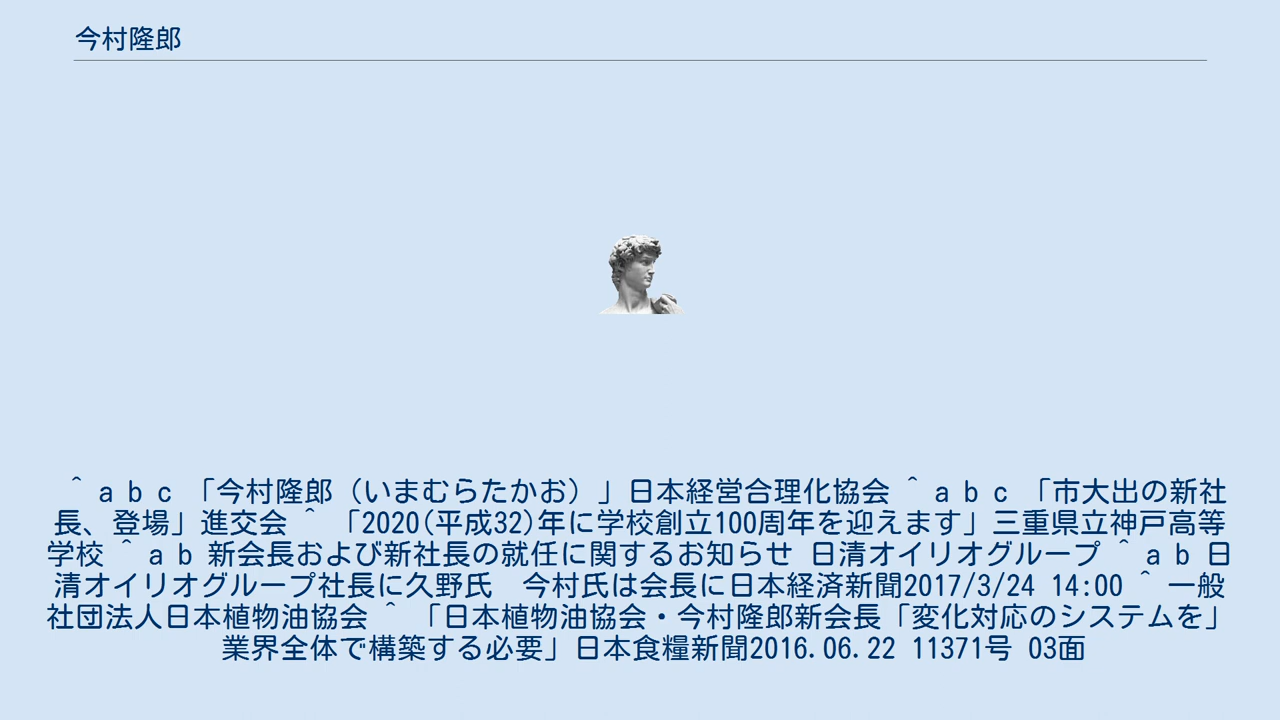 今村隆郎
＾ a b c 「今村隆郎（いまむらたかお）」日本経営合理化協会 ＾ a b c 「市大出の新社
長、登場」進交会 ＾ 「2020(平成32)年に学校創立100周年を迎えます」三重県立神戸高等
学校 ＾ a b 新会長および新社長の就任に関するお知らせ 日清オイリオグループ ＾ a b 日
清オイリオグループ社長に久野氏　今村氏は会長に日本経済新聞2017/3/24 14:00 ＾ 一般
社団法人日本植物油協会 ＾ 「日本植物油協会・今村隆郎新会長「変化対応のシステムを」
業界全体で構築する必要」日本食糧新聞2016.06.22 11371号 03面